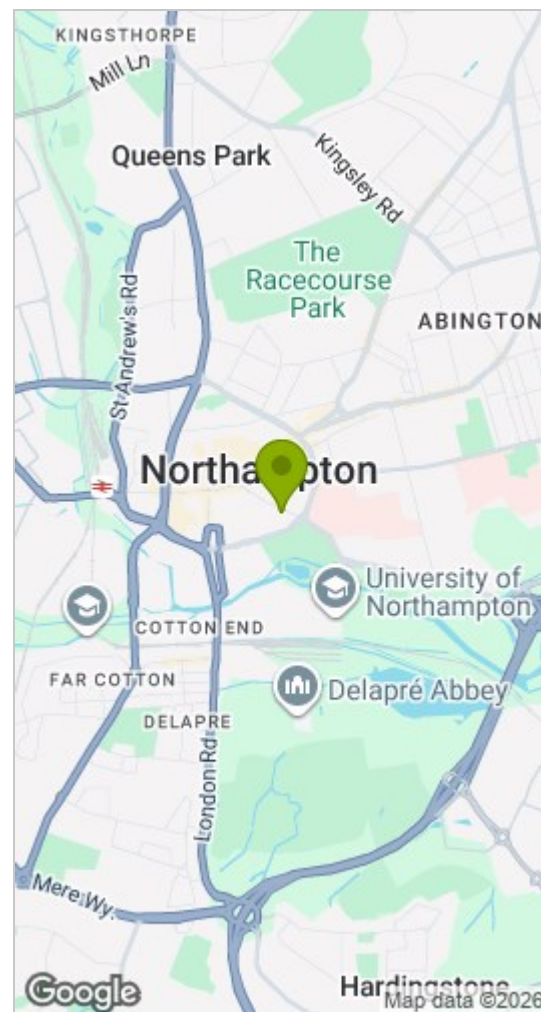 KINGSTHORPE
Mill Ln
Queens Park
Kingsley Rd
The
Racecourse
Park
ABINGTON
St Andrew's Rd
Northampton
University of
Northampton
COTTON END
FAR COTTON
Delapré Abbey
DELAPRE
London Rd
Mere Wy.
Hardingstone
Google
Map data ©2026